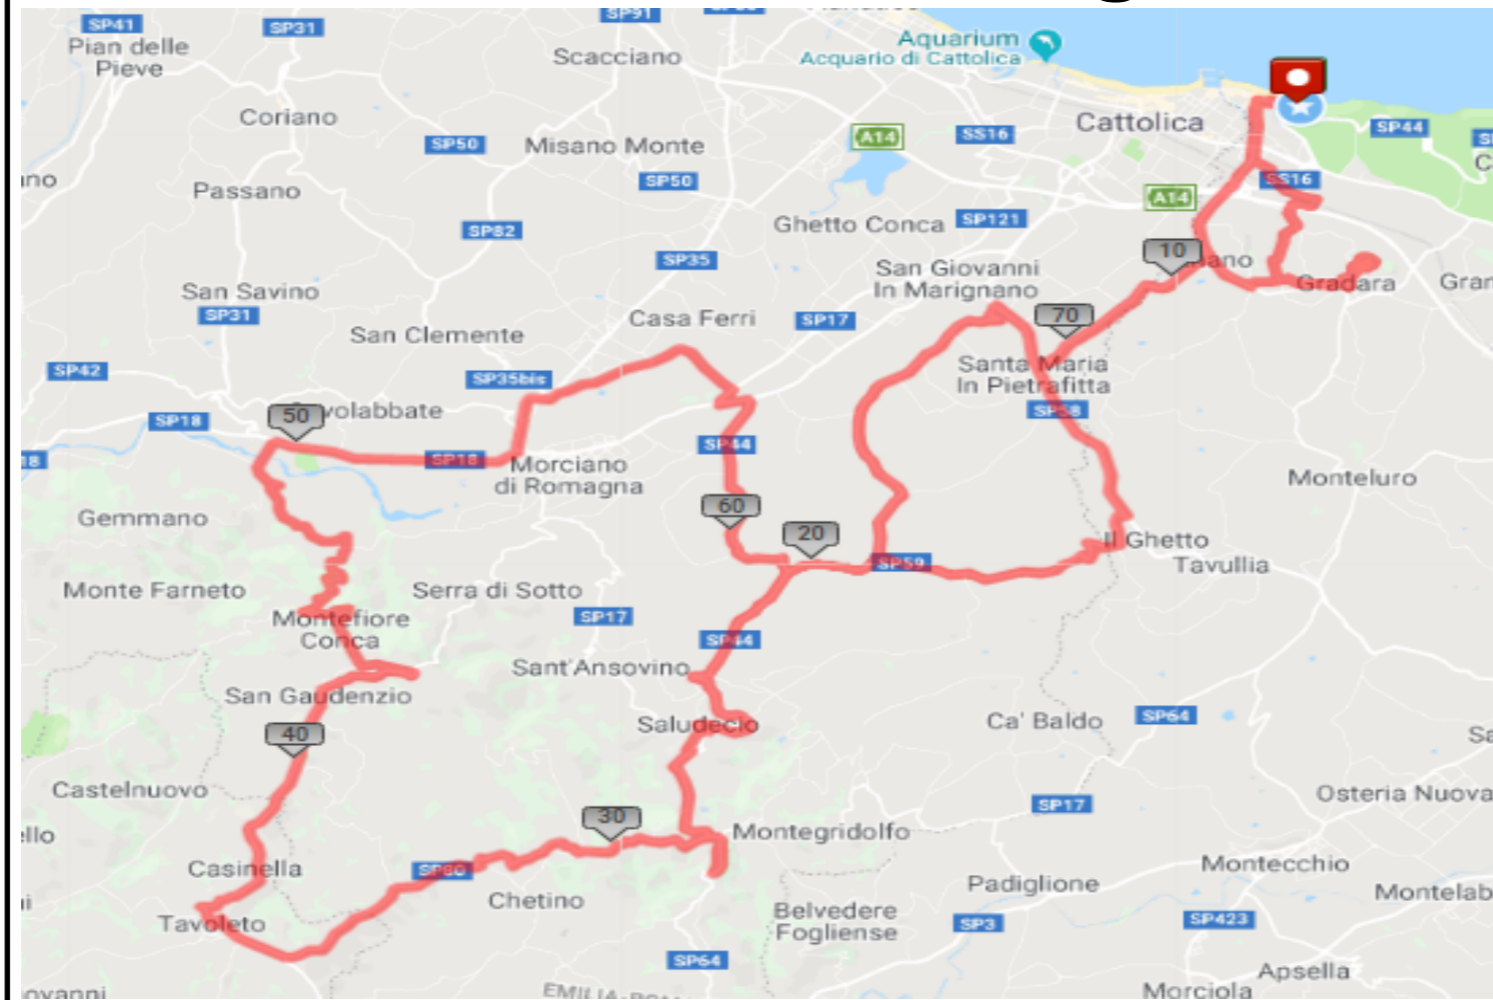 SP41
SP31
SP91
Pian delle
Pieve
Scacciano
Aquarium
Acquario di Cattolica
Coriano
SP50
Misano Monte
A14
SS16
Cattolica
SP44
Passano
SP50
SS16
A14
SP82
Ghetto Conca
SP121
10
SP35
San Giovanni
In Marignano
Gradara
San Savino
SP31
Casa Ferri
SP17
70
San Clemente
Santa Maria
In Pietrafitta
SP42
SP35bis
SP18
50
SP58
SP44
SP18
Morciano
di Romagna
Monteluro
60
Gemmano
20
Il Ghetto
SP59
Tavullia
Monte Farneto
Serra di Sotto
Montefiore
Conca
SP17
SP44
Sant'Ansovino
San Gaudenzio
Saludecio
Ca' Baldo
SP64
40
Castelnuovo
Osteria Nuova
SP17
30
Montegridolfo
Casinella
SP60
Montecchio
Chetino
Padiglione
Montelab
Tavoleto
Belvedere
Fogliense
SP3
SP423
SP64
Apsella
Morciola